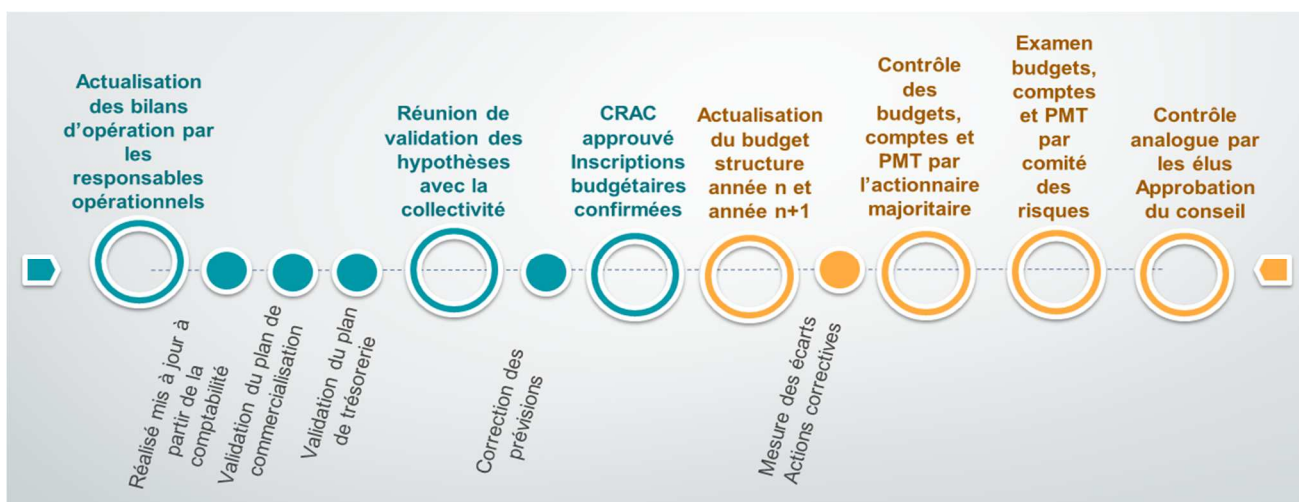 Actualisation
des bilans
d’opération par
les
responsables
opérationnels
Réalisé mis à jour à
partir de la
comptabilité
Validation du plan de
commercialisation
Validation du plan
de trésorerie
Réunion de
validation des
hypothèses
avec la
collectivité
Correction des
prévisions
CRAC
approuvé
Inscriptions
budgétaires
confirmées
Actualisation
du budget
structure
année n et
année n+1
Mesure des écarts
Actions correctives
Contrôle
des
budgets,
comptes et
PMT par
l’actionnaire
majoritaire
Examen
budgets,
comptes
et PMT
par
comité
des
risques
Contrôle
analogue par
les élus
Approbation
du conseil